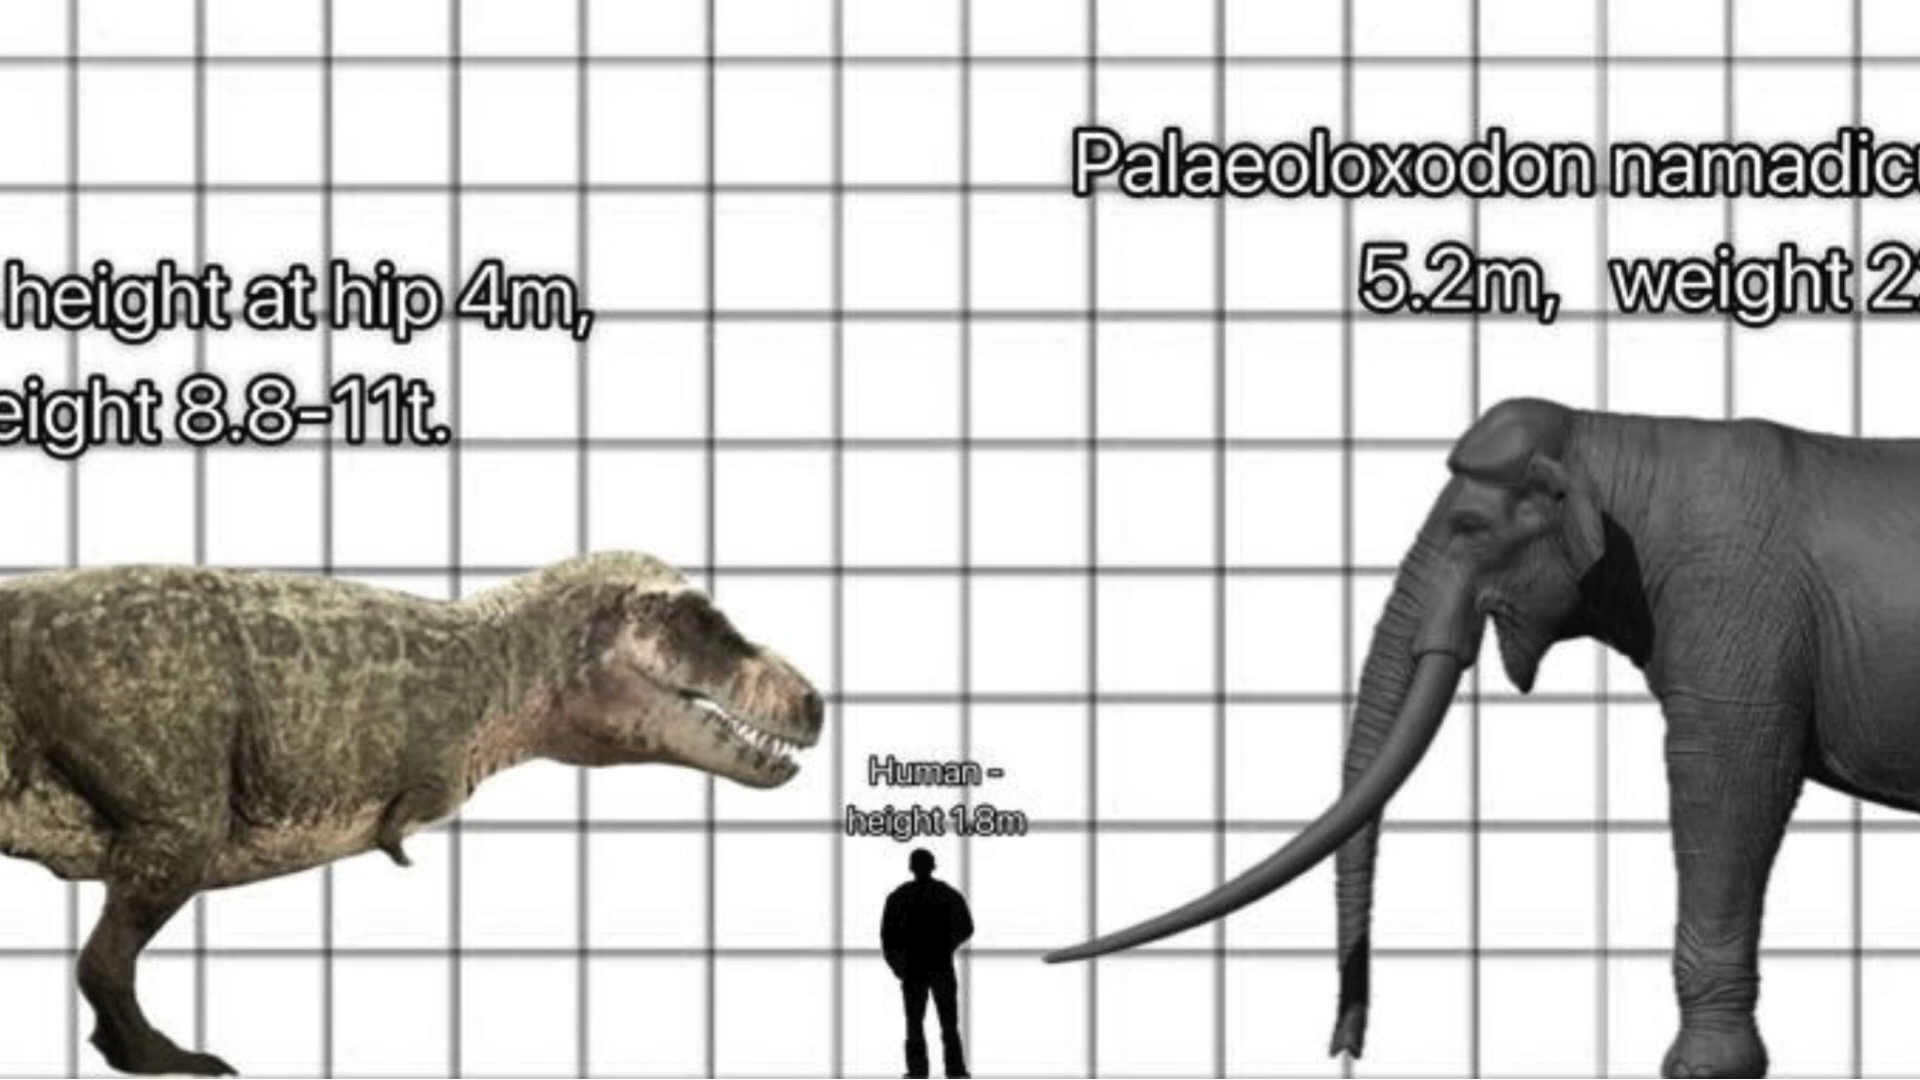 height at hip 4m,
eight 8.8-11t.
Palaeoloxodon namadic
5.2m, weight 2
Human -
height 1.8m